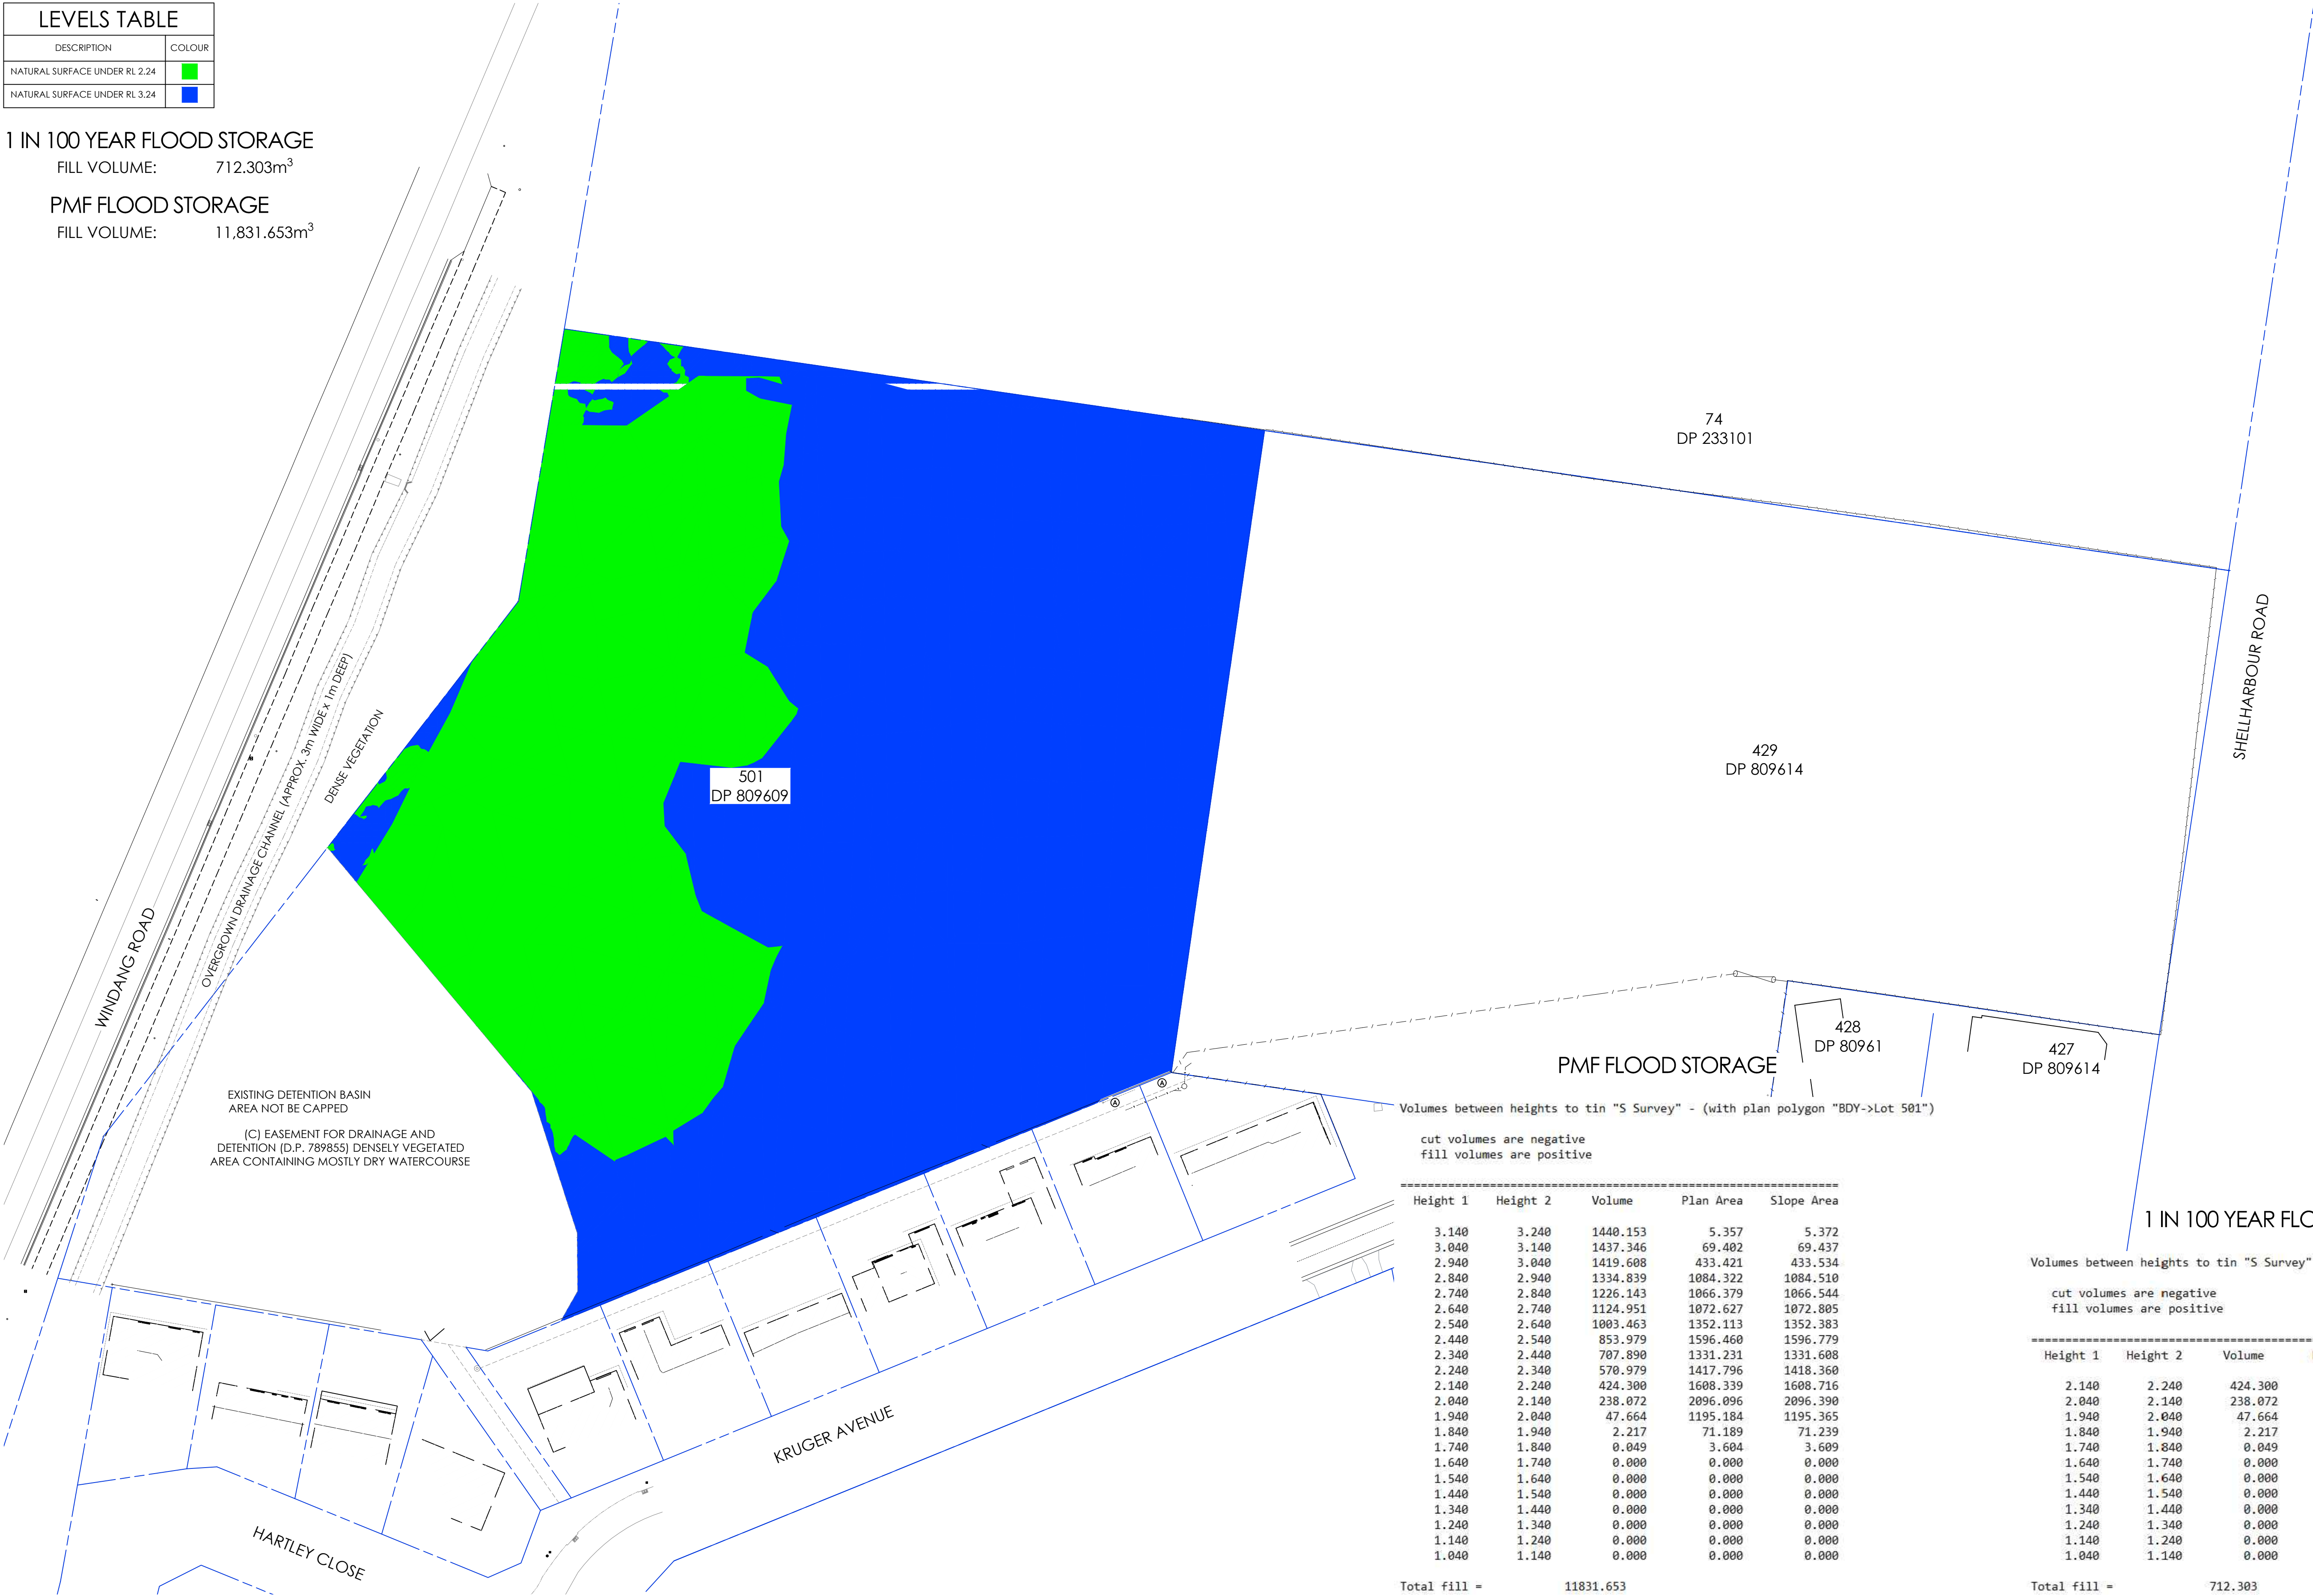 LEVELS TABLE
DESCRIPTION COLOUR
NATURAL SURFACE UNDER RL 2.24
NATURAL SURFACE UNDER RL 3.24
1 IN 100 YEAR FLOOD STORAGE
FILL VOLUME: 712.303m³
PMF FLOOD STORAGE
FILL VOLUME: 11,831.653m³
74
DP 233101
SHELLHARBOUR ROAD
429
DP 809614
501
DP 809609
OVERGROWN DRAINAGE CHANNEL (APPROX. 3m WIDE x 1m DEEP)
DENSE VEGETATION
WINDANG ROAD
428
DP 80961
427
DP 809614
EXISTING DETENTION BASIN
AREA NOT BE CAPPED
(C) EASEMENT FOR DRAINAGE AND
DETENTION (D.P. 789855) DENSELY VEGETATED
AREA CONTAINING MOSTLY DRY WATERCOURSE
A
A
KRUGER AVENUE
HARTLEY CLOSE
PMF FLOOD STORAGE
Volumes between heights to tin "S Survey" - (with plan polygon "BDY->Lot 501")
cut volumes are negative
fill volumes are positive
Height 1 Height 2 Volume Plan Area Slope Area
3.140 3.240 1440.153 5.357 5.372
3.040 3.140 1437.346 69.402 69.437
2.940 3.040 1419.608 433.421 433.534
2.840 2.940 1334.839 1084.322 1084.510
2.740 2.840 1226.143 1066.379 1066.544
2.640 2.740 1124.951 1072.627 1072.805
2.540 2.640 1003.463 1352.113 1352.383
2.440 2.540 853.979 1596.460 1596.779
2.340 2.440 707.890 1331.231 1331.608
2.240 2.340 570.979 1417.796 1418.360
2.140 2.240 424.300 1608.339 1608.716
2.040 2.140 238.072 2096.096 2096.390
1.940 2.040 47.664 1195.184 1195.365
1.840 1.940 2.217 71.189 71.239
1.740 1.840 0.049 3.604 3.609
1.640 1.740 0.000 0.000 0.000
1.540 1.640 0.000 0.000 0.000
1.440 1.540 0.000 0.000 0.000
1.340 1.440 0.000 0.000 0.000
1.240 1.340 0.000 0.000 0.000
1.140 1.240 0.000 0.000 0.000
1.040 1.140 0.000 0.000 0.000
Total fill = 11831.653
1 IN 100 YEAR FLO
Volumes between heights to tin "S Survey"
cut volumes are negative
fill volumes are positive
Height 1 Height 2 Volume
2.140 2.240 424.300
2.040 2.140 238.072
1.940 2.040 47.664
1.840 1.940 2.217
1.740 1.840 0.049
1.640 1.740 0.000
1.540 1.640 0.000
1.440 1.540 0.000
1.340 1.440 0.000
1.240 1.340 0.000
1.140 1.240 0.000
1.040 1.140 0.000
Total fill = 712.303